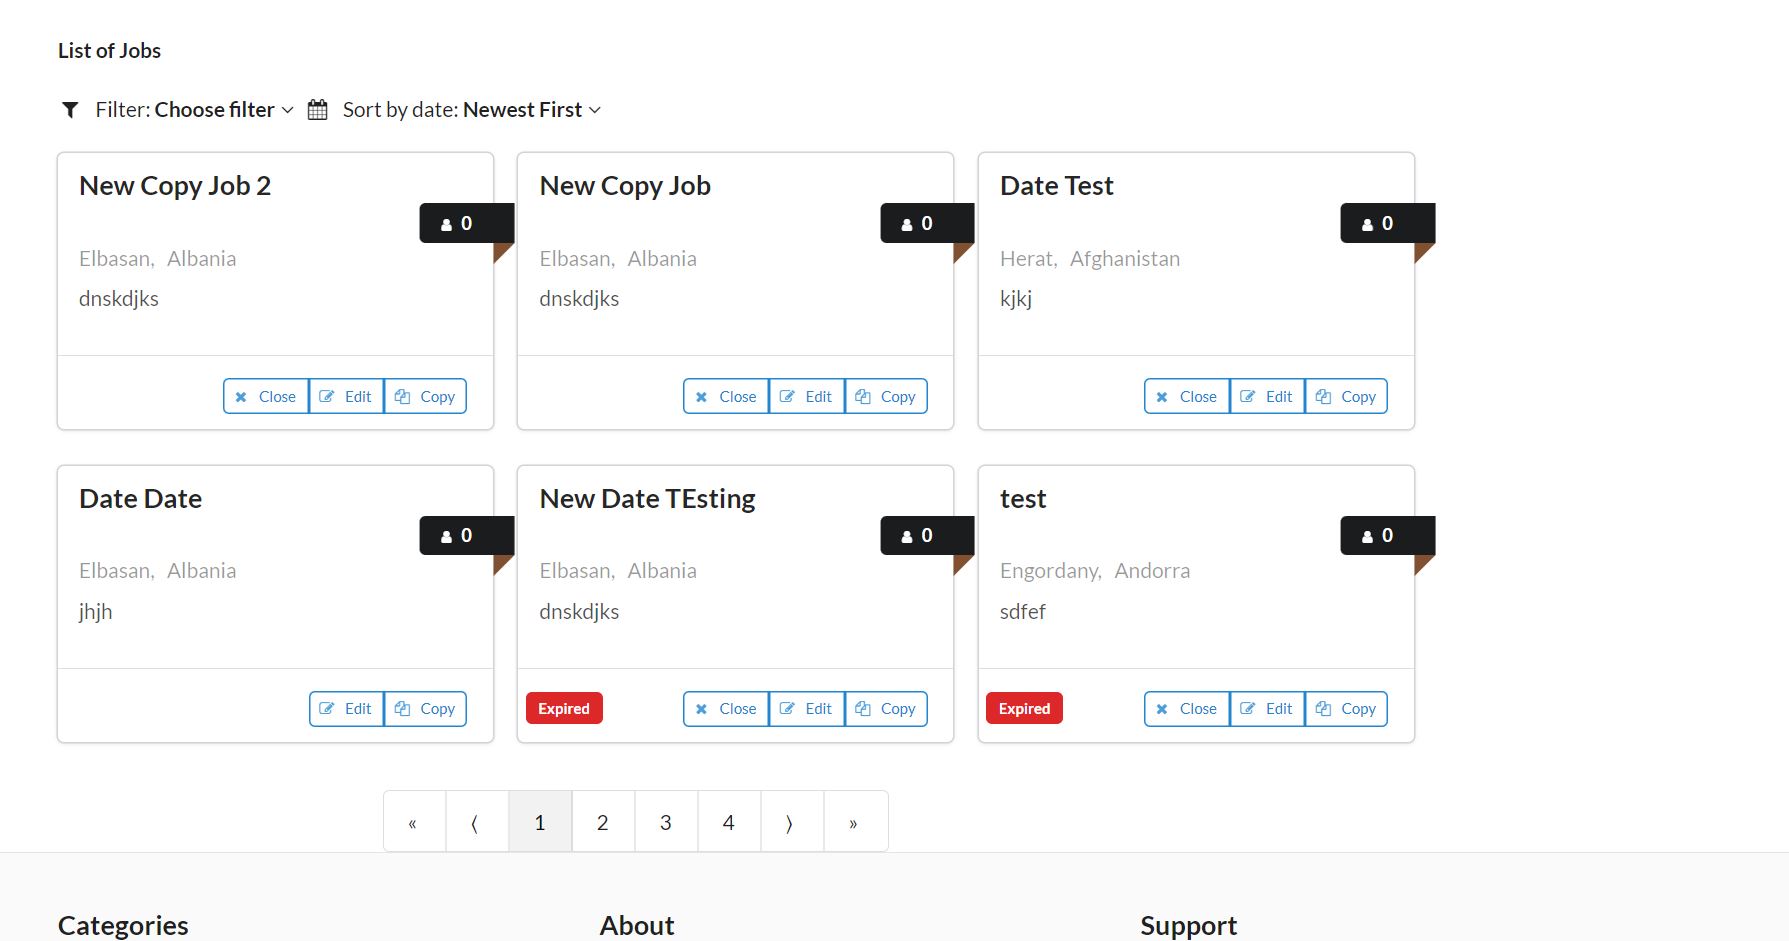 List of Jobs
Filter: Choose filter Sort by date: Newest First
New Copy Job 2
0
Elbasan, Albania
dnskdjks
Close Edit Copy
New Copy Job
0
Elbasan, Albania
dnskdjks
Close Edit Copy
Date Test
0
Herat, Afghanistan
kjkj
Close Edit Copy
Date Date
0
Elbasan, Albania
jhjh
Edit Copy
New Date TEsting
0
Elbasan, Albania
dnskdjks
Expired Close Edit Copy
test
0
Engordany, Andorra
sdfef
Expired Close Edit Copy
« ⟨ 1 2 3 4 ⟩ »
Categories About Support